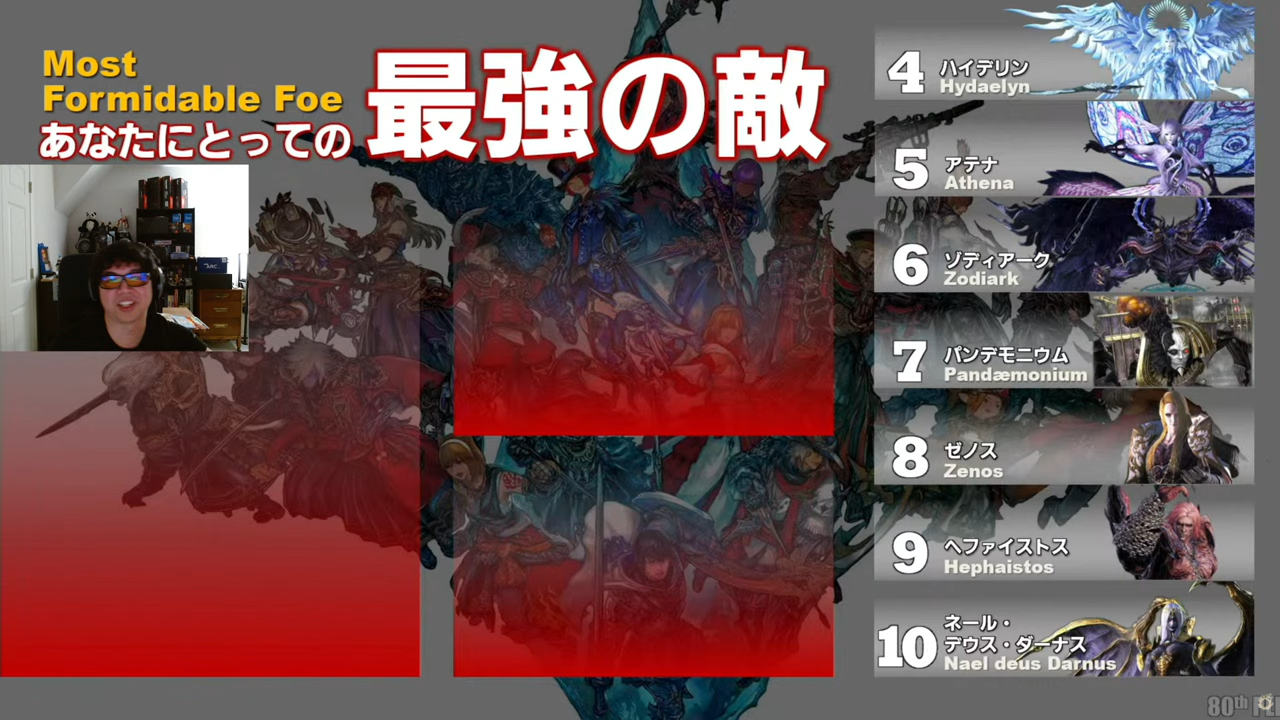 Most
Formidable Foe
あなたにとっての
最強の敵
4
ハイデリン
Hydaelyn
5
アテナ
Athena
6
ゾディアーク
Zodiark
7
パンデモニウム
Pandæmonium
8
ゼノス
Zenos
9
ヘファイストス
Hephaistos
10
ネール・
デウス・ダーナス
Nael deus Darnus
80th